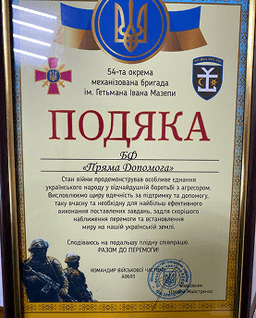 54-та окрема
механізована бригада
ім. Гетьмана Івана Мазепи
ПОДЯКА
БФ
«Пряма Допомога»
Стан війни продемонстрував особливе єднання
українського народу у відчайдушній боротьбі з агресором.
Висловлюємо щиру вдячність за підтримку та допомогу,
таку вчасну та необхідну для найбільш ефективного
виконання поставлених завдань, задля скорішого
наближення перемоги та встановлення
миру на нашій українській землі.
Сподіваюсь на подальшу плідну співпрацю.
РАЗОМ ДО ПЕРЕМОГИ!
КОМАНДИР ВІЙСЬКОВОЇ ЧАСТИНИ
А0693